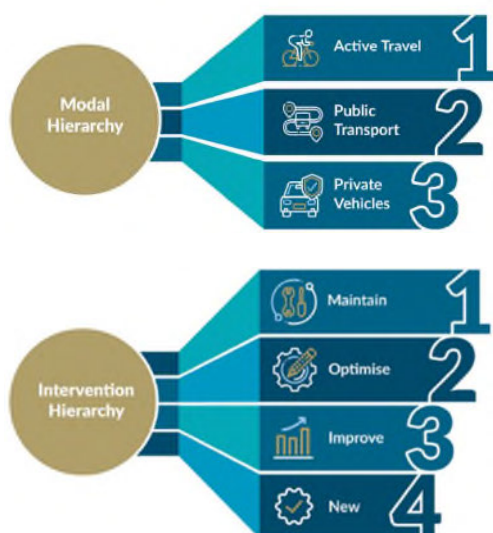 Modal
Hierarchy
Active Travel
1
Public
Transport
2
Private
Vehicles
3
Intervention
Hierarchy
Maintain
1
Optimise
2
Improve
3
New
4